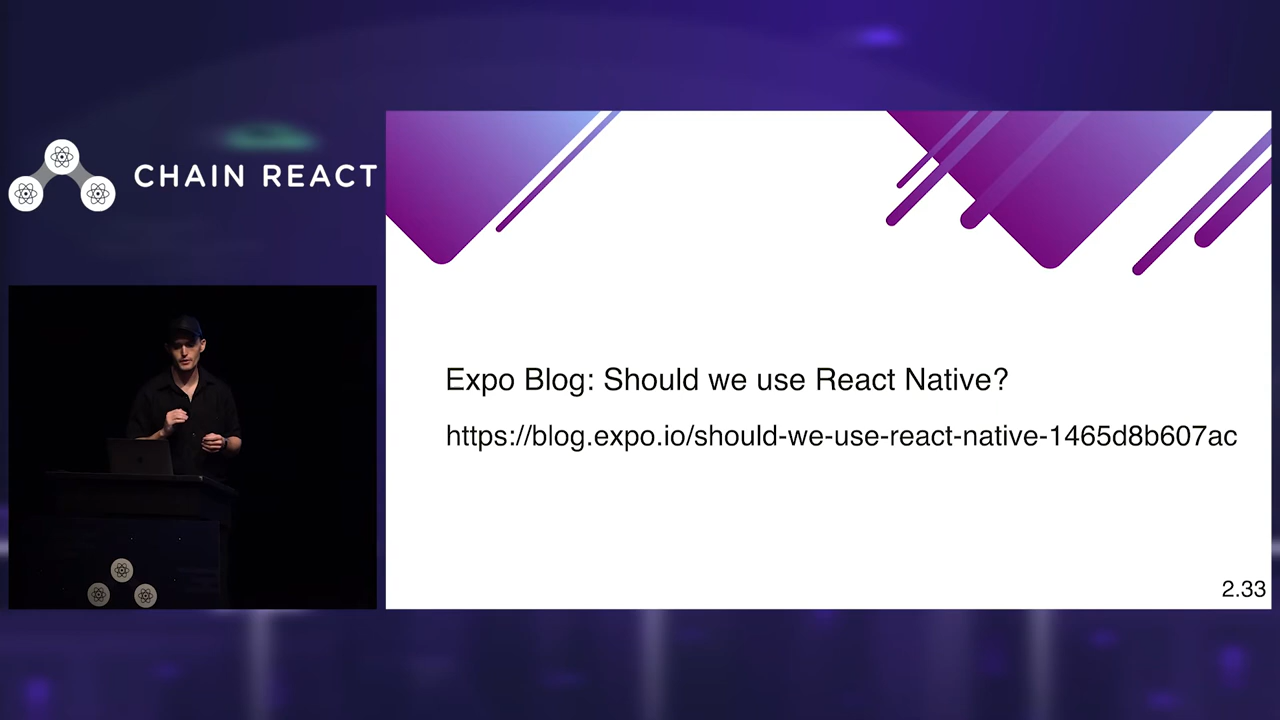 CHAIN REACT
Expo Blog: Should we use React Native?
https://blog.expo.io/should-we-use-react-native-1465d8b607ac
2.33